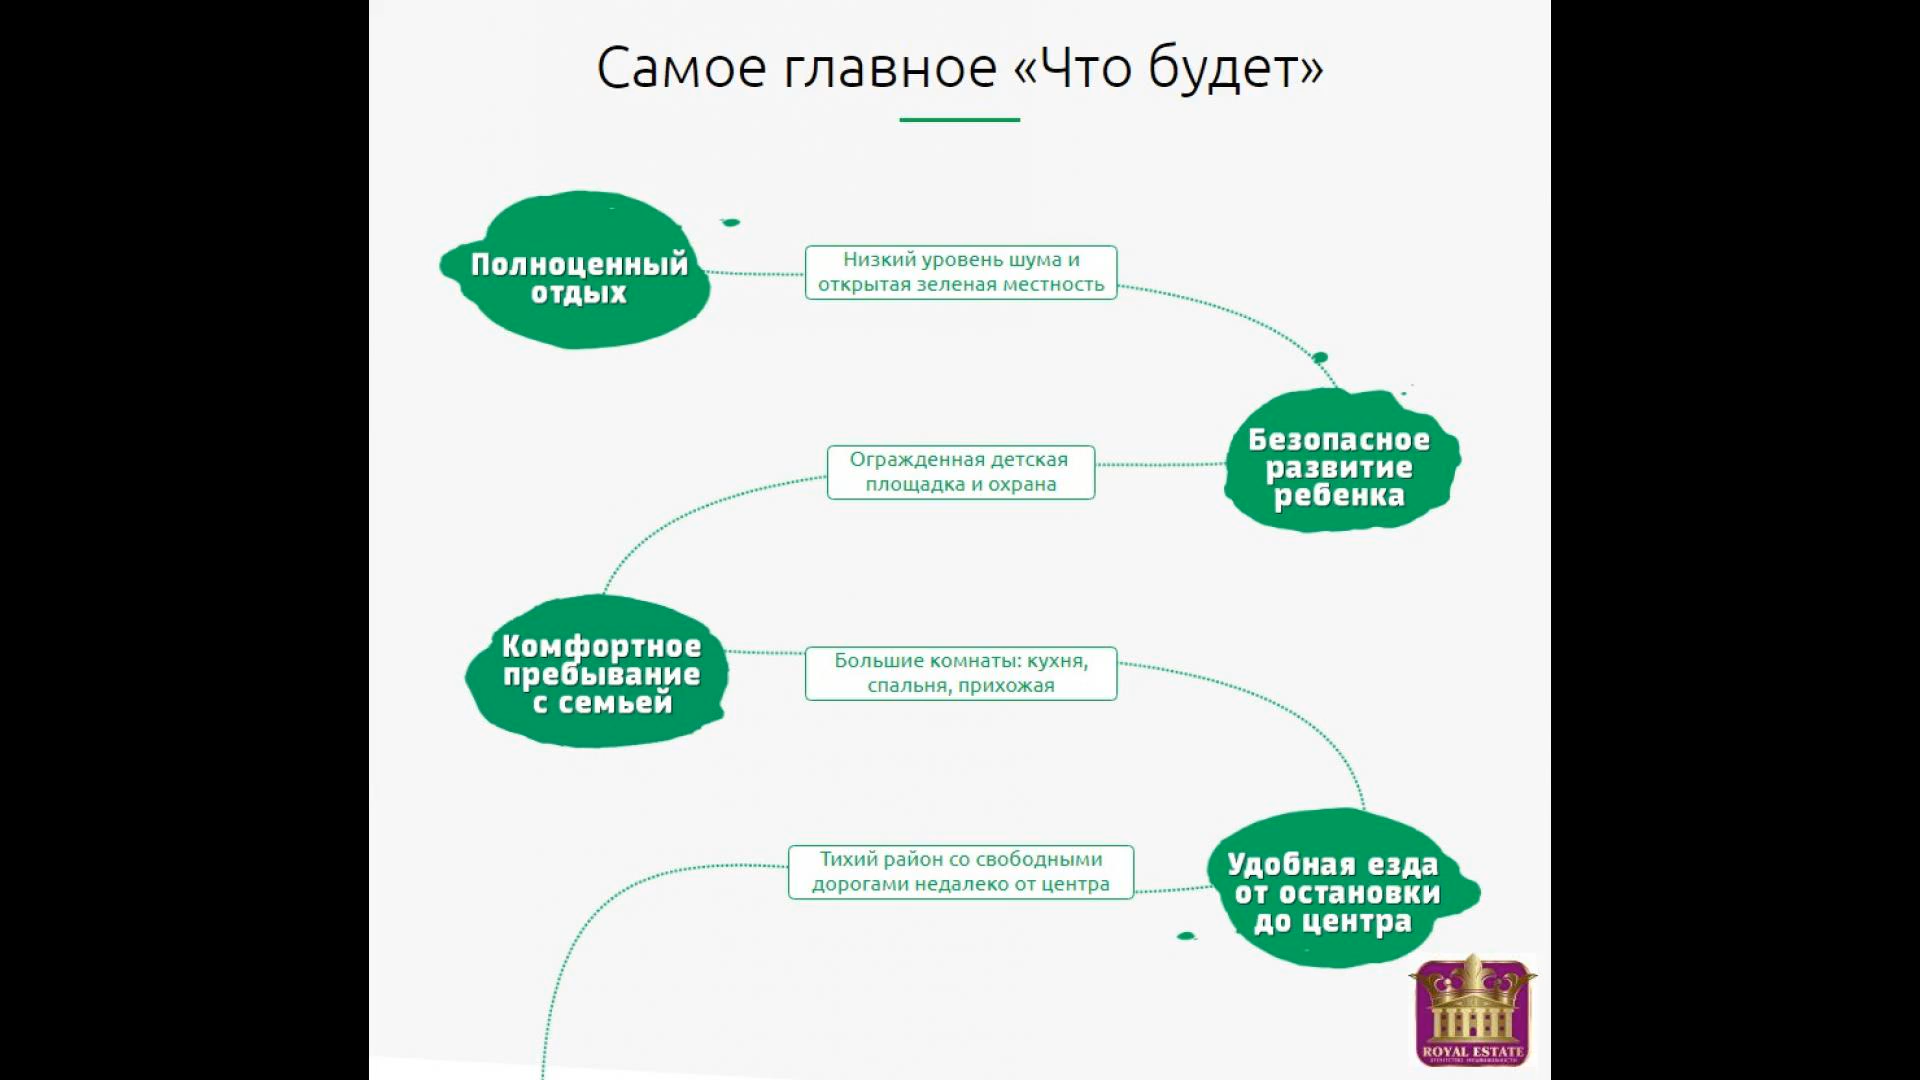 Самое главное «Что будет»
Полноценный
отдых
Низкий уровень шума и
открытая зеленая местность
Безопасное
развитие
ребенка
Огражденная детская
площадка и охрана
Комфортное
пребывание
с семьей
Большие комнаты: кухня,
спальня, прихожая
Удобная езда
от остановки
до центра
Тихий район со свободными
дорогами недалеко от центра
ROYAL ESTATE
АГЕНТСТВО НЕДВИЖИМОСТИ